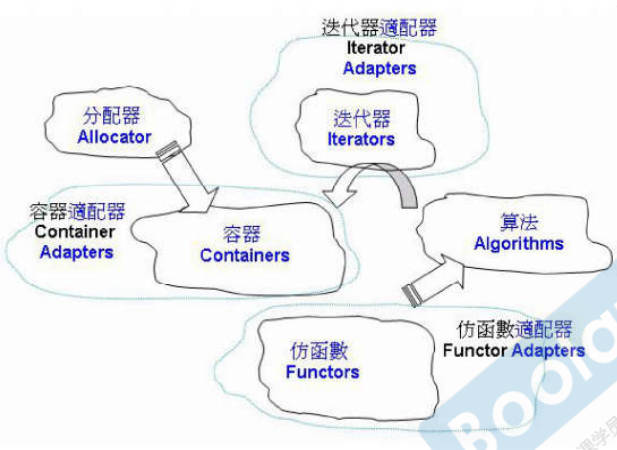 迭代器適配器
Iterator
Adapters
分配器
Allocator
迭代器
Iterators
容器適配器
Container
Adapters
容器
Containers
算法
Algorithms
仿函數
Functors
仿函數適配器
Functor Adapters